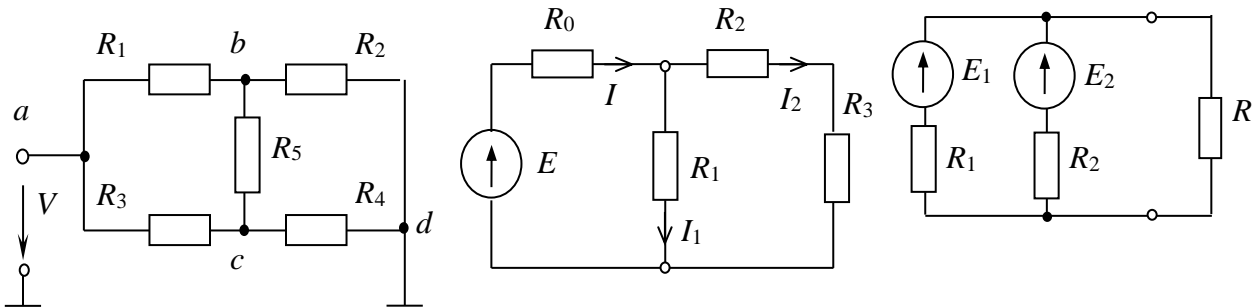 R1 b R2
a
R5
V R3 R4
d
c
R0 R2
I I2
R3
E R1
I1
E1 E2
R
R1 R2